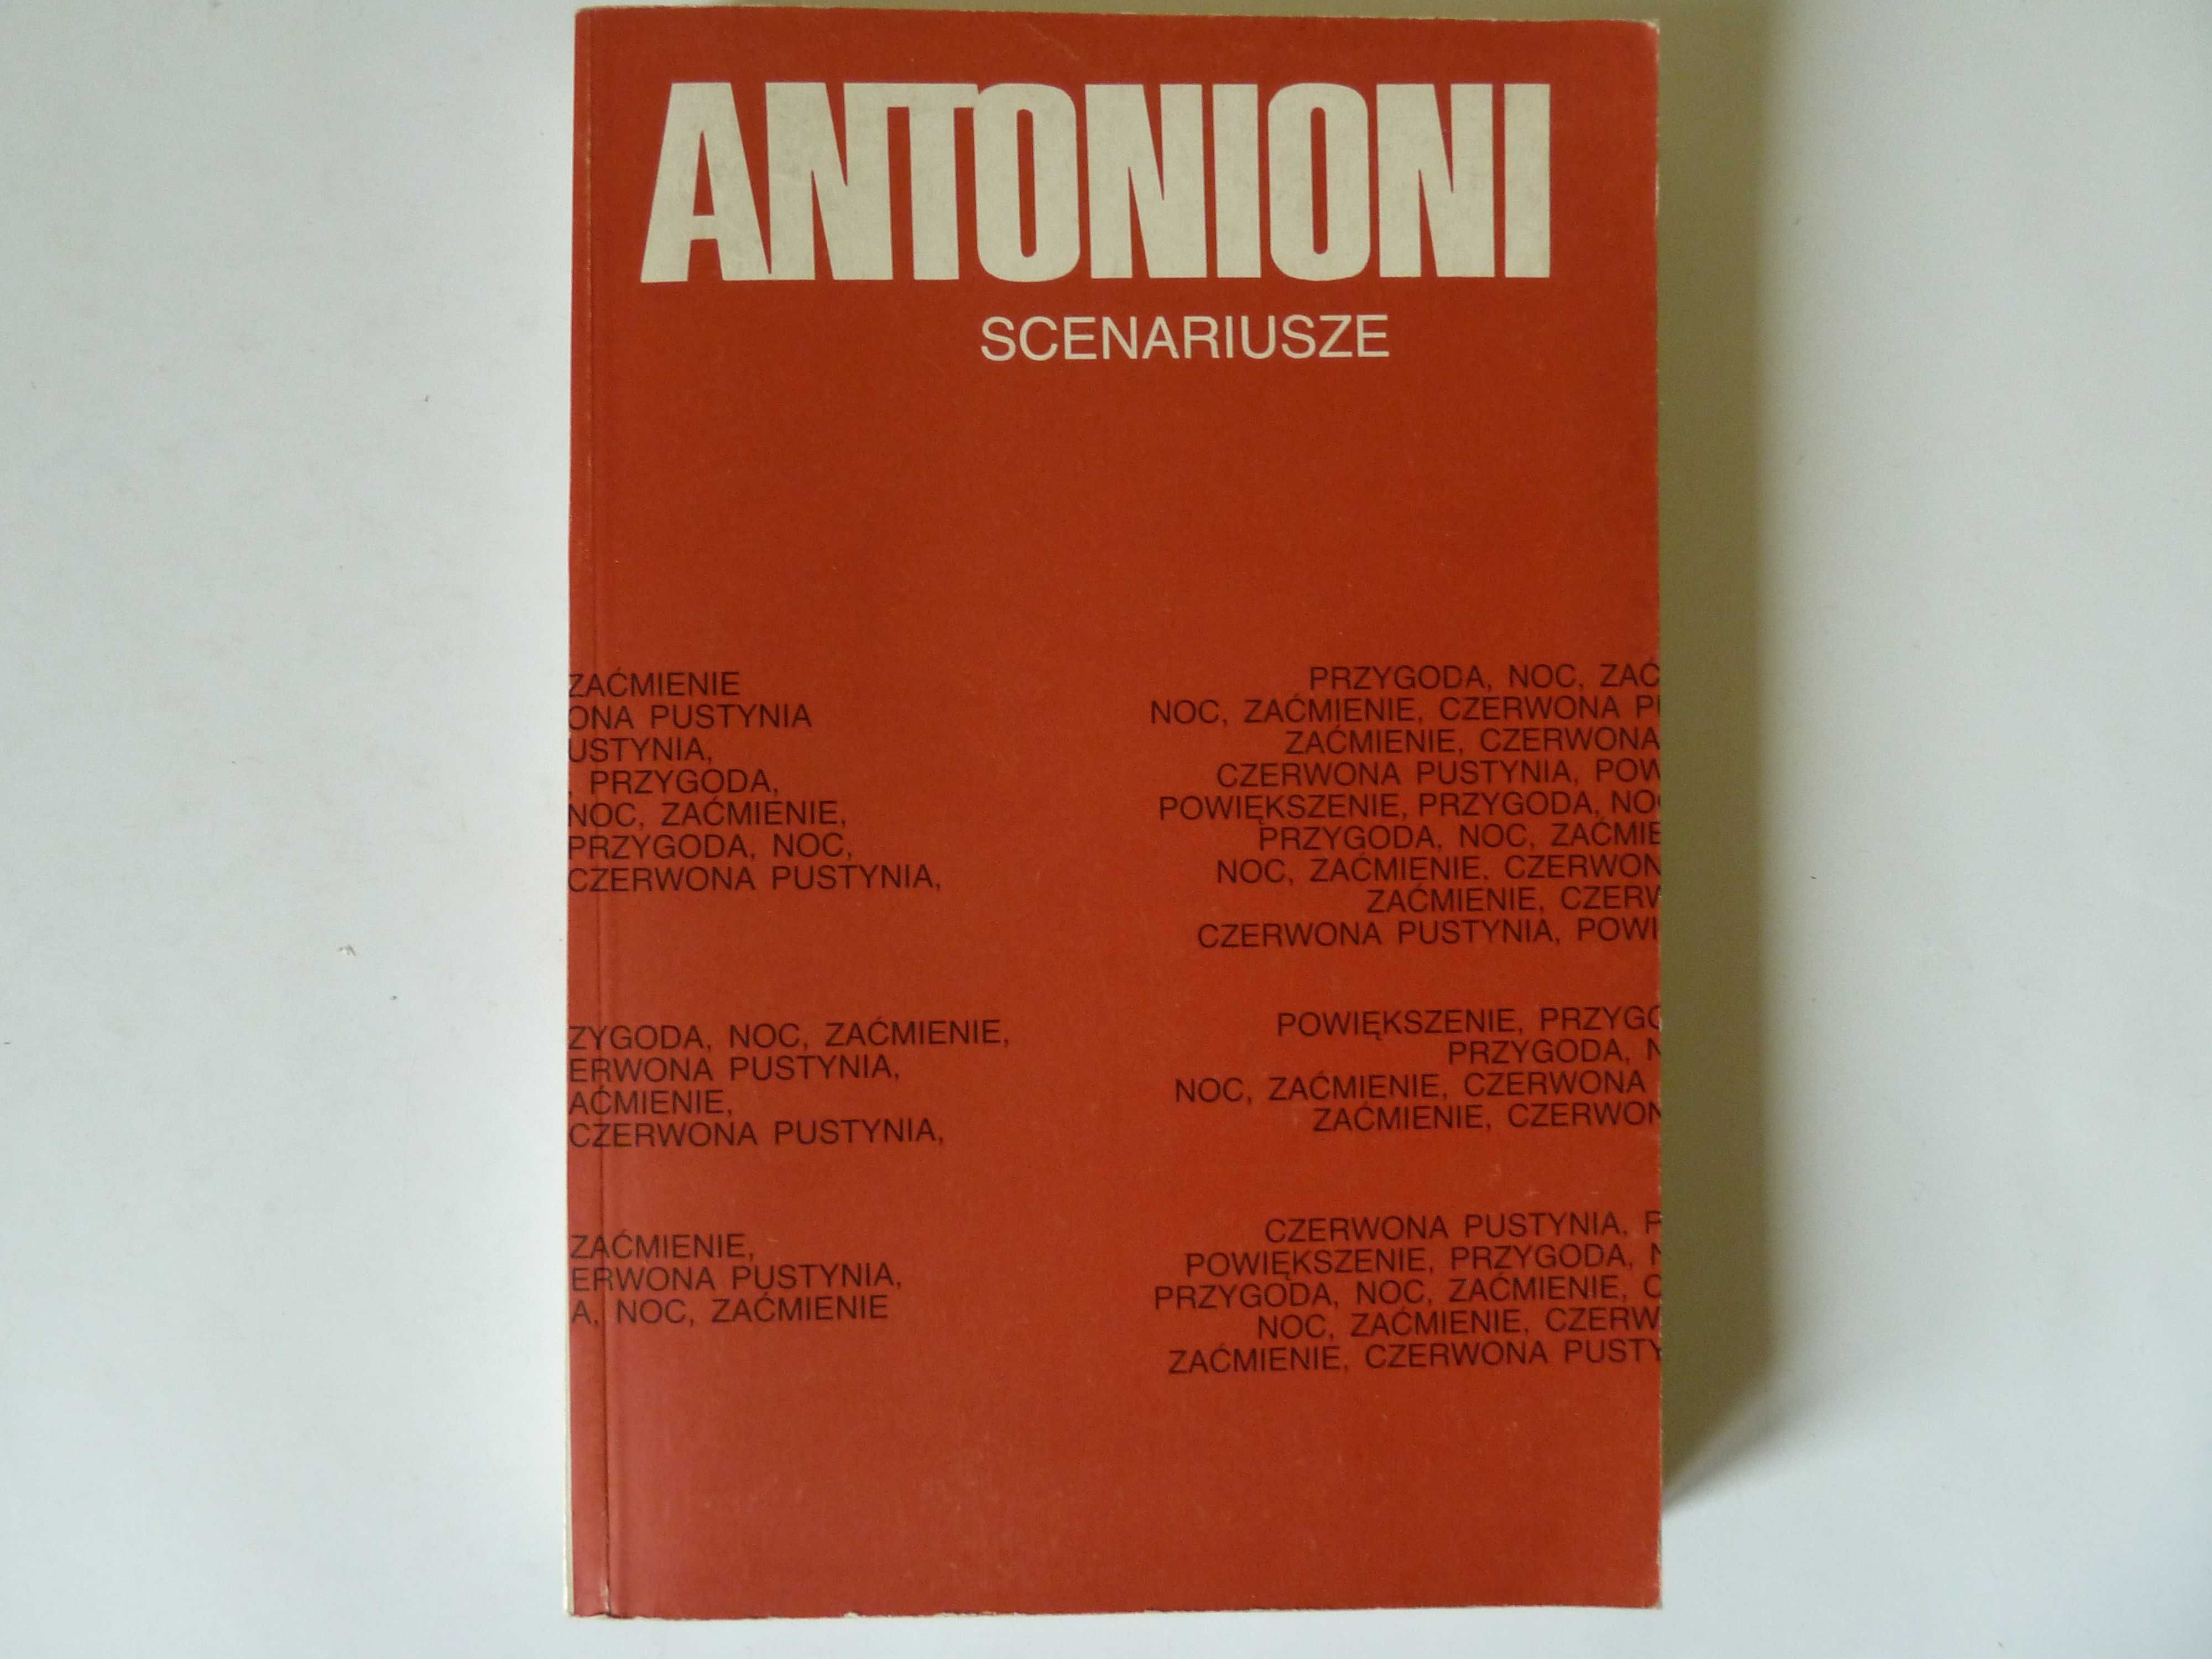 ANTONIONI
SCENARIUSZE
ZAĆMIENIE
ONA PUSTYNIA
USTYNIA,
, PRZYGODA,
NOC, ZAĆMIENIE,
PRZYGODA, NOC,
CZERWONA PUSTYNIA,
ZYGODA, NOC, ZAĆMIENIE,
ERWONA PUSTYNIA,
AĆMIENIE,
CZERWONA PUSTYNIA,
ZAĆMIENIE,
ERWONA PUSTYNIA,
A, NOC, ZAĆMIENIE
PRZYGODA, NOC, ZAĆ
NOC, ZAĆMIENIE, CZERWONA P
ZAĆMIENIE, CZERWONA
CZERWONA PUSTYNIA, POW
POWIĘKSZENIE, PRZYGODA, NO
PRZYGODA, NOC, ZAĆMIE
NOC, ZAĆMIENIE, CZERWON
ZAĆMIENIE, CZERW
CZERWONA PUSTYNIA, POWI
POWIĘKSZENIE, PRZYGO
PRZYGODA, N
NOC, ZAĆMIENIE, CZERWONA
ZAĆMIENIE, CZERWON
CZERWONA PUSTYNIA, P
POWIĘKSZENIE, PRZYGODA, N
PRZYGODA, NOC, ZAĆMIENIE, C
NOC, ZAĆMIENIE, CZERW
ZAĆMIENIE, CZERWONA PUSTY